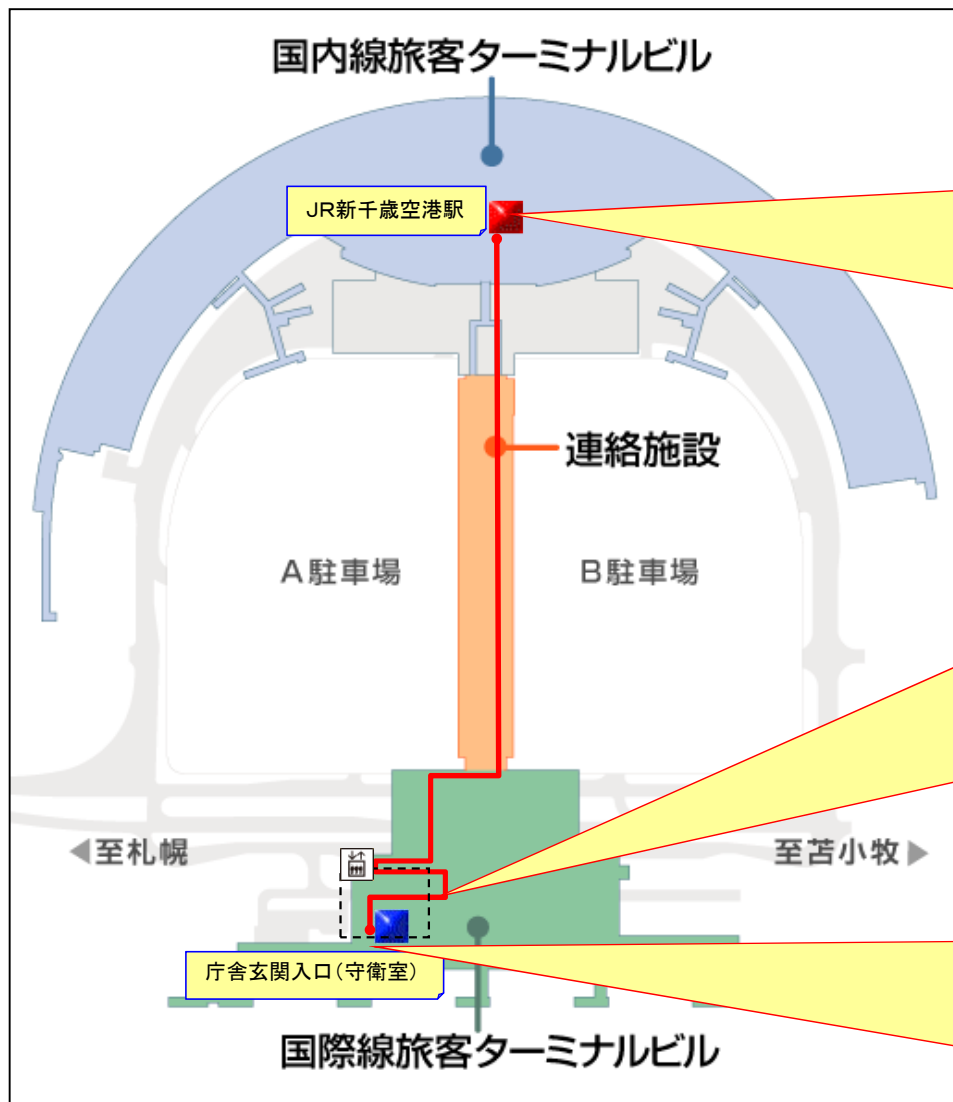 国内線旅客ターミナルビル
JR新千歳空港駅
連絡施設
A駐車場
B駐車場
◀至札幌
至苫小牧▶
庁舎玄関入口（守衛室）
国際線旅客ターミナルビル